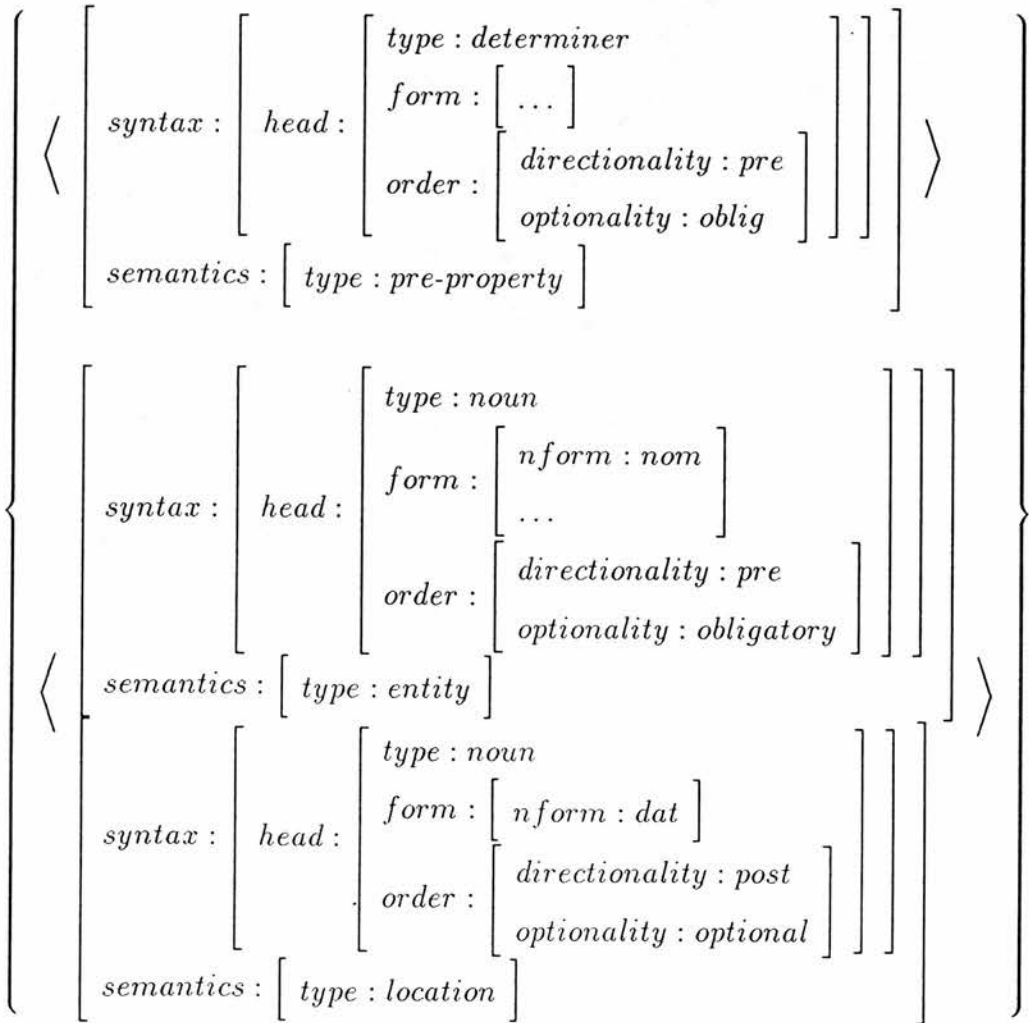 type : determiner
form : [ ... ]
syntax : [ head : [
order : [ directionality : pre
optionality : oblig ]
semantics : [ type : pre-property ]
type : noun
form : [ nform : nom
... ]
syntax : [ head : [
order : [ directionality : pre
optionality : obligatory ]
semantics : [ type : entity ]
type : noun
form : [ nform : dat ]
syntax : [ head : [
order : [ directionality : post
optionality : optional ]
semantics : [ type : location ]